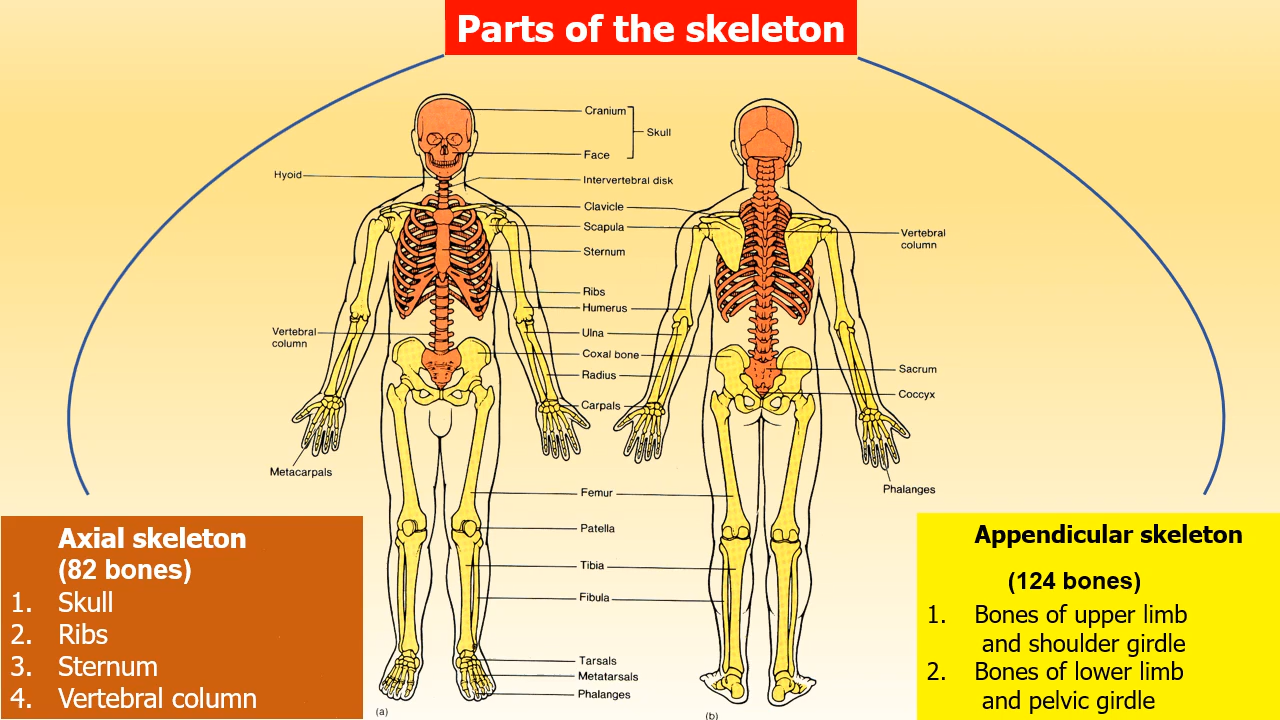 Parts of the skeleton
Cranium
Skull
Face
Hyoid
Intervertebral disk
Clavicle
Scapula
Vertebral
column
Sternum
Ribs
Humerus
Vertebral
column
Ulna
Coxal bone
Radius
Sacrum
Coccyx
Carpals
Metacarpals
Phalanges
Femur
Patella
Tibia
Fibula
Tarsals
Metatarsals
Phalanges
(a)
(b)
Axial skeleton
(82 bones)
1. Skull
2. Ribs
3. Sternum
4. Vertebral column
Appendicular skeleton
(124 bones)
1. Bones of upper limb
and shoulder girdle
2. Bones of lower limb
and pelvic girdle